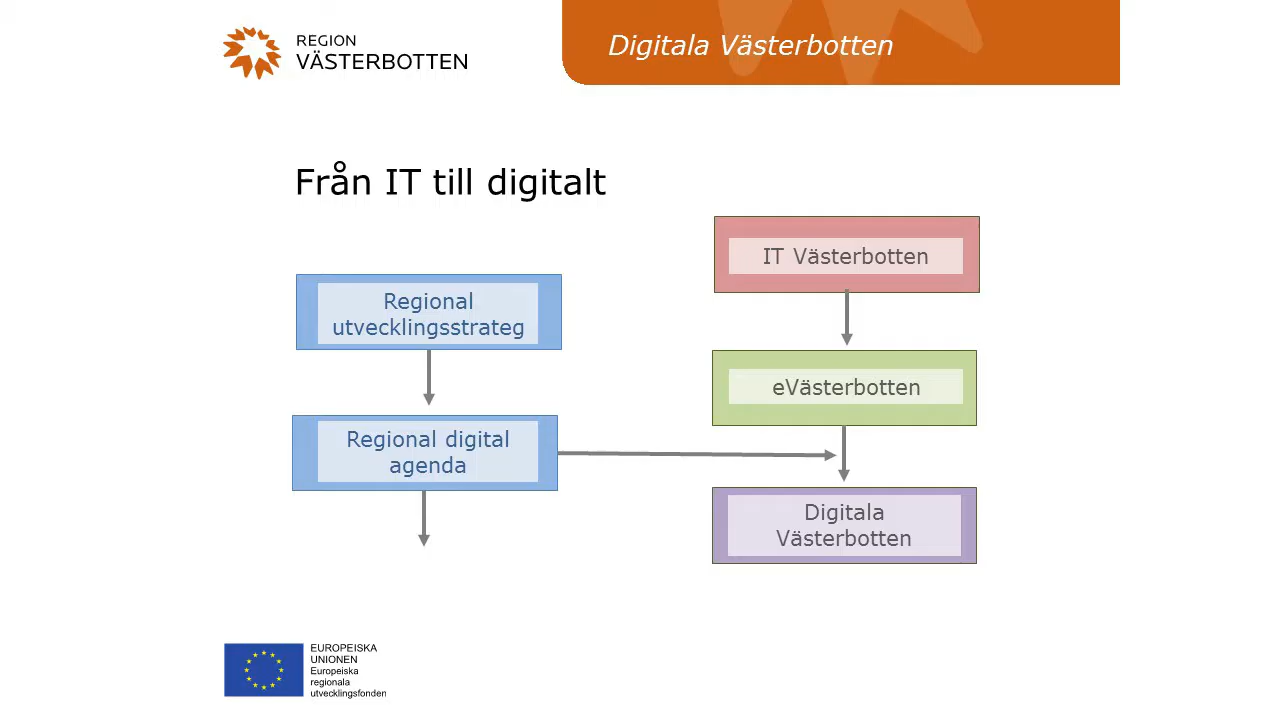 REGION
VÄSTERBOTTEN
Digitala Västerbotten
Från IT till digitalt
IT Västerbotten
Regional
utvecklingsstrateg
eVästerbotten
Regional digital
agenda
Digitala
Västerbotten
EUROPEISKA
UNIONEN
Europeiska
regionala
utvecklingsfonden